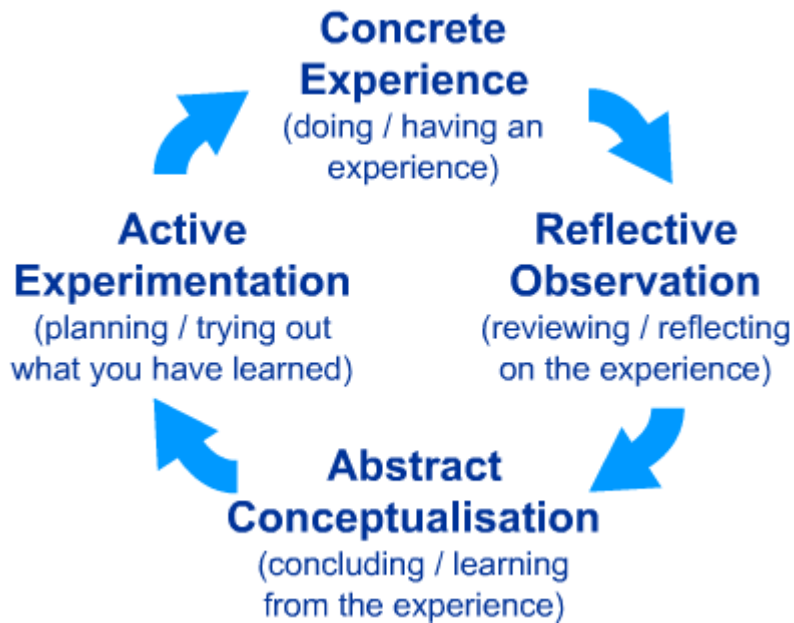 Concrete
Experience
(doing / having an
experience)
Reflective
Observation
(reviewing / reflecting
on the experience)
Abstract
Conceptualisation
(concluding / learning
from the experience)
Active
Experimentation
(planning / trying out
what you have learned)